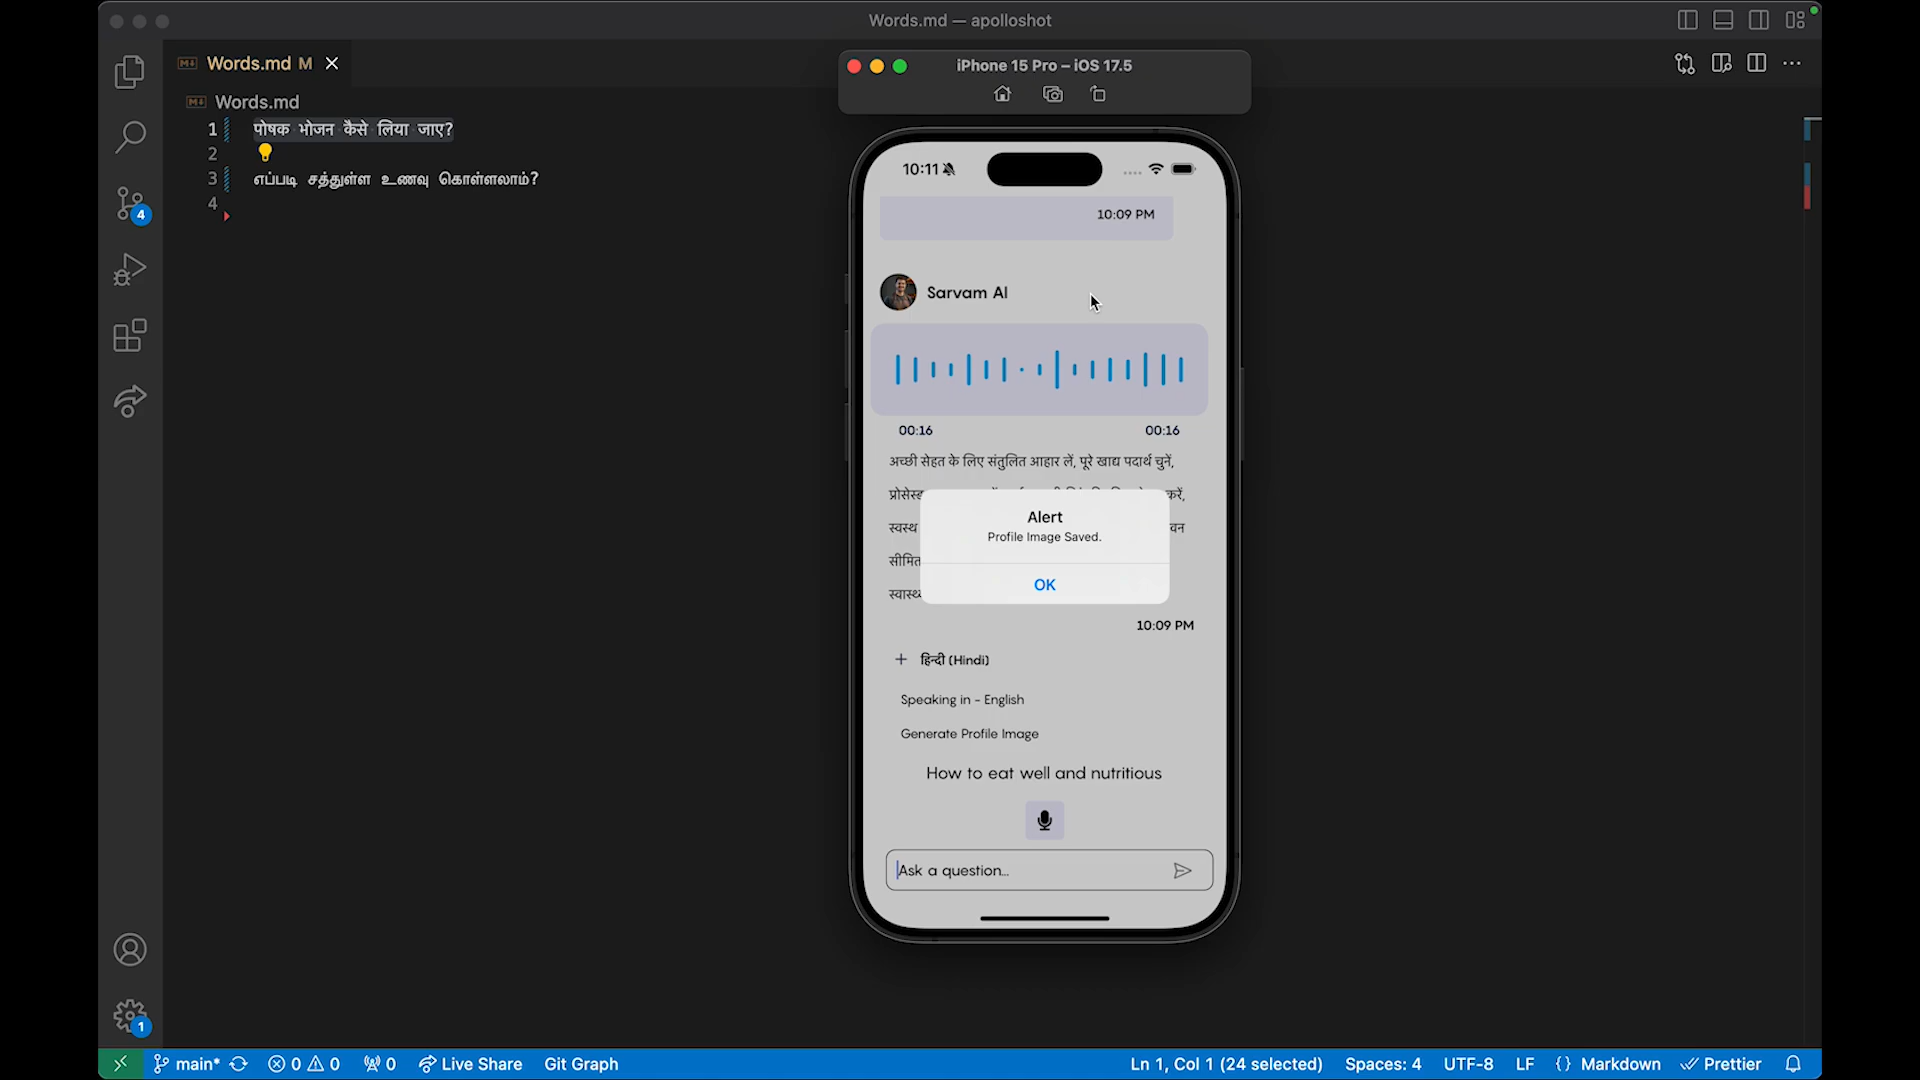 Words.md — apolloshot
Words.md M
Words.md
1 पोषक भोजन कैसे लिया जाए?
2
3 எப்படி சத்துள்ள உணவு கொள்ளலாம்?
4
4
1
iPhone 15 Pro – iOS 17.5
10:11
10:09 PM
Sarvam AI
00:16 00:16
अच्छी सेहत के लिए संतुलित आहार लें, पूरे खाद्य पदार्थ चुनें,
करें,
स्वस्थ
सीमित
Alert
Profile Image Saved.
OK
10:09 PM
+ हिन्दी (Hindi)
Speaking in - English
Generate Profile Image
How to eat well and nutritious
Ask a question...
main* 0 0 0 Live Share Git Graph Ln 1, Col 1 (24 selected) Spaces: 4 UTF-8 LF {} Markdown Prettier